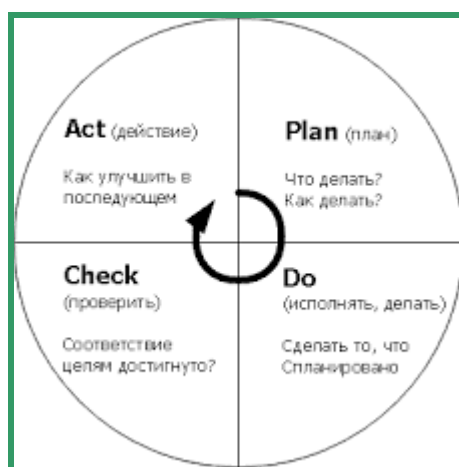 Act (действие)
Как улучшить в
последующем
Plan (план)
Что делать?
Как делать?
Check
(проверить)
Соответствие
целям достигнуто?
Do
(исполнять, делать)
Сделать то, что
Спланировано